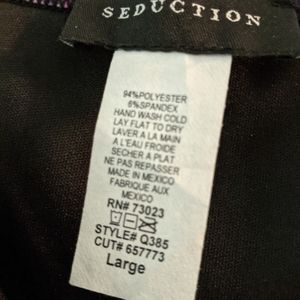 SEDUCTION
94%POLYESTER
6%SPANDEX
HAND WASH COLD
LAY FLAT TO DRY
LAVER A LA MAIN
A L'EAU FROIDE
SECHER A PLAT
NE PAS REPASSER
MADE IN MEXICO
FABRIQUE AUX
MEXICO
RN# 73023
STYLE# Q385
CUT# 657773
Large